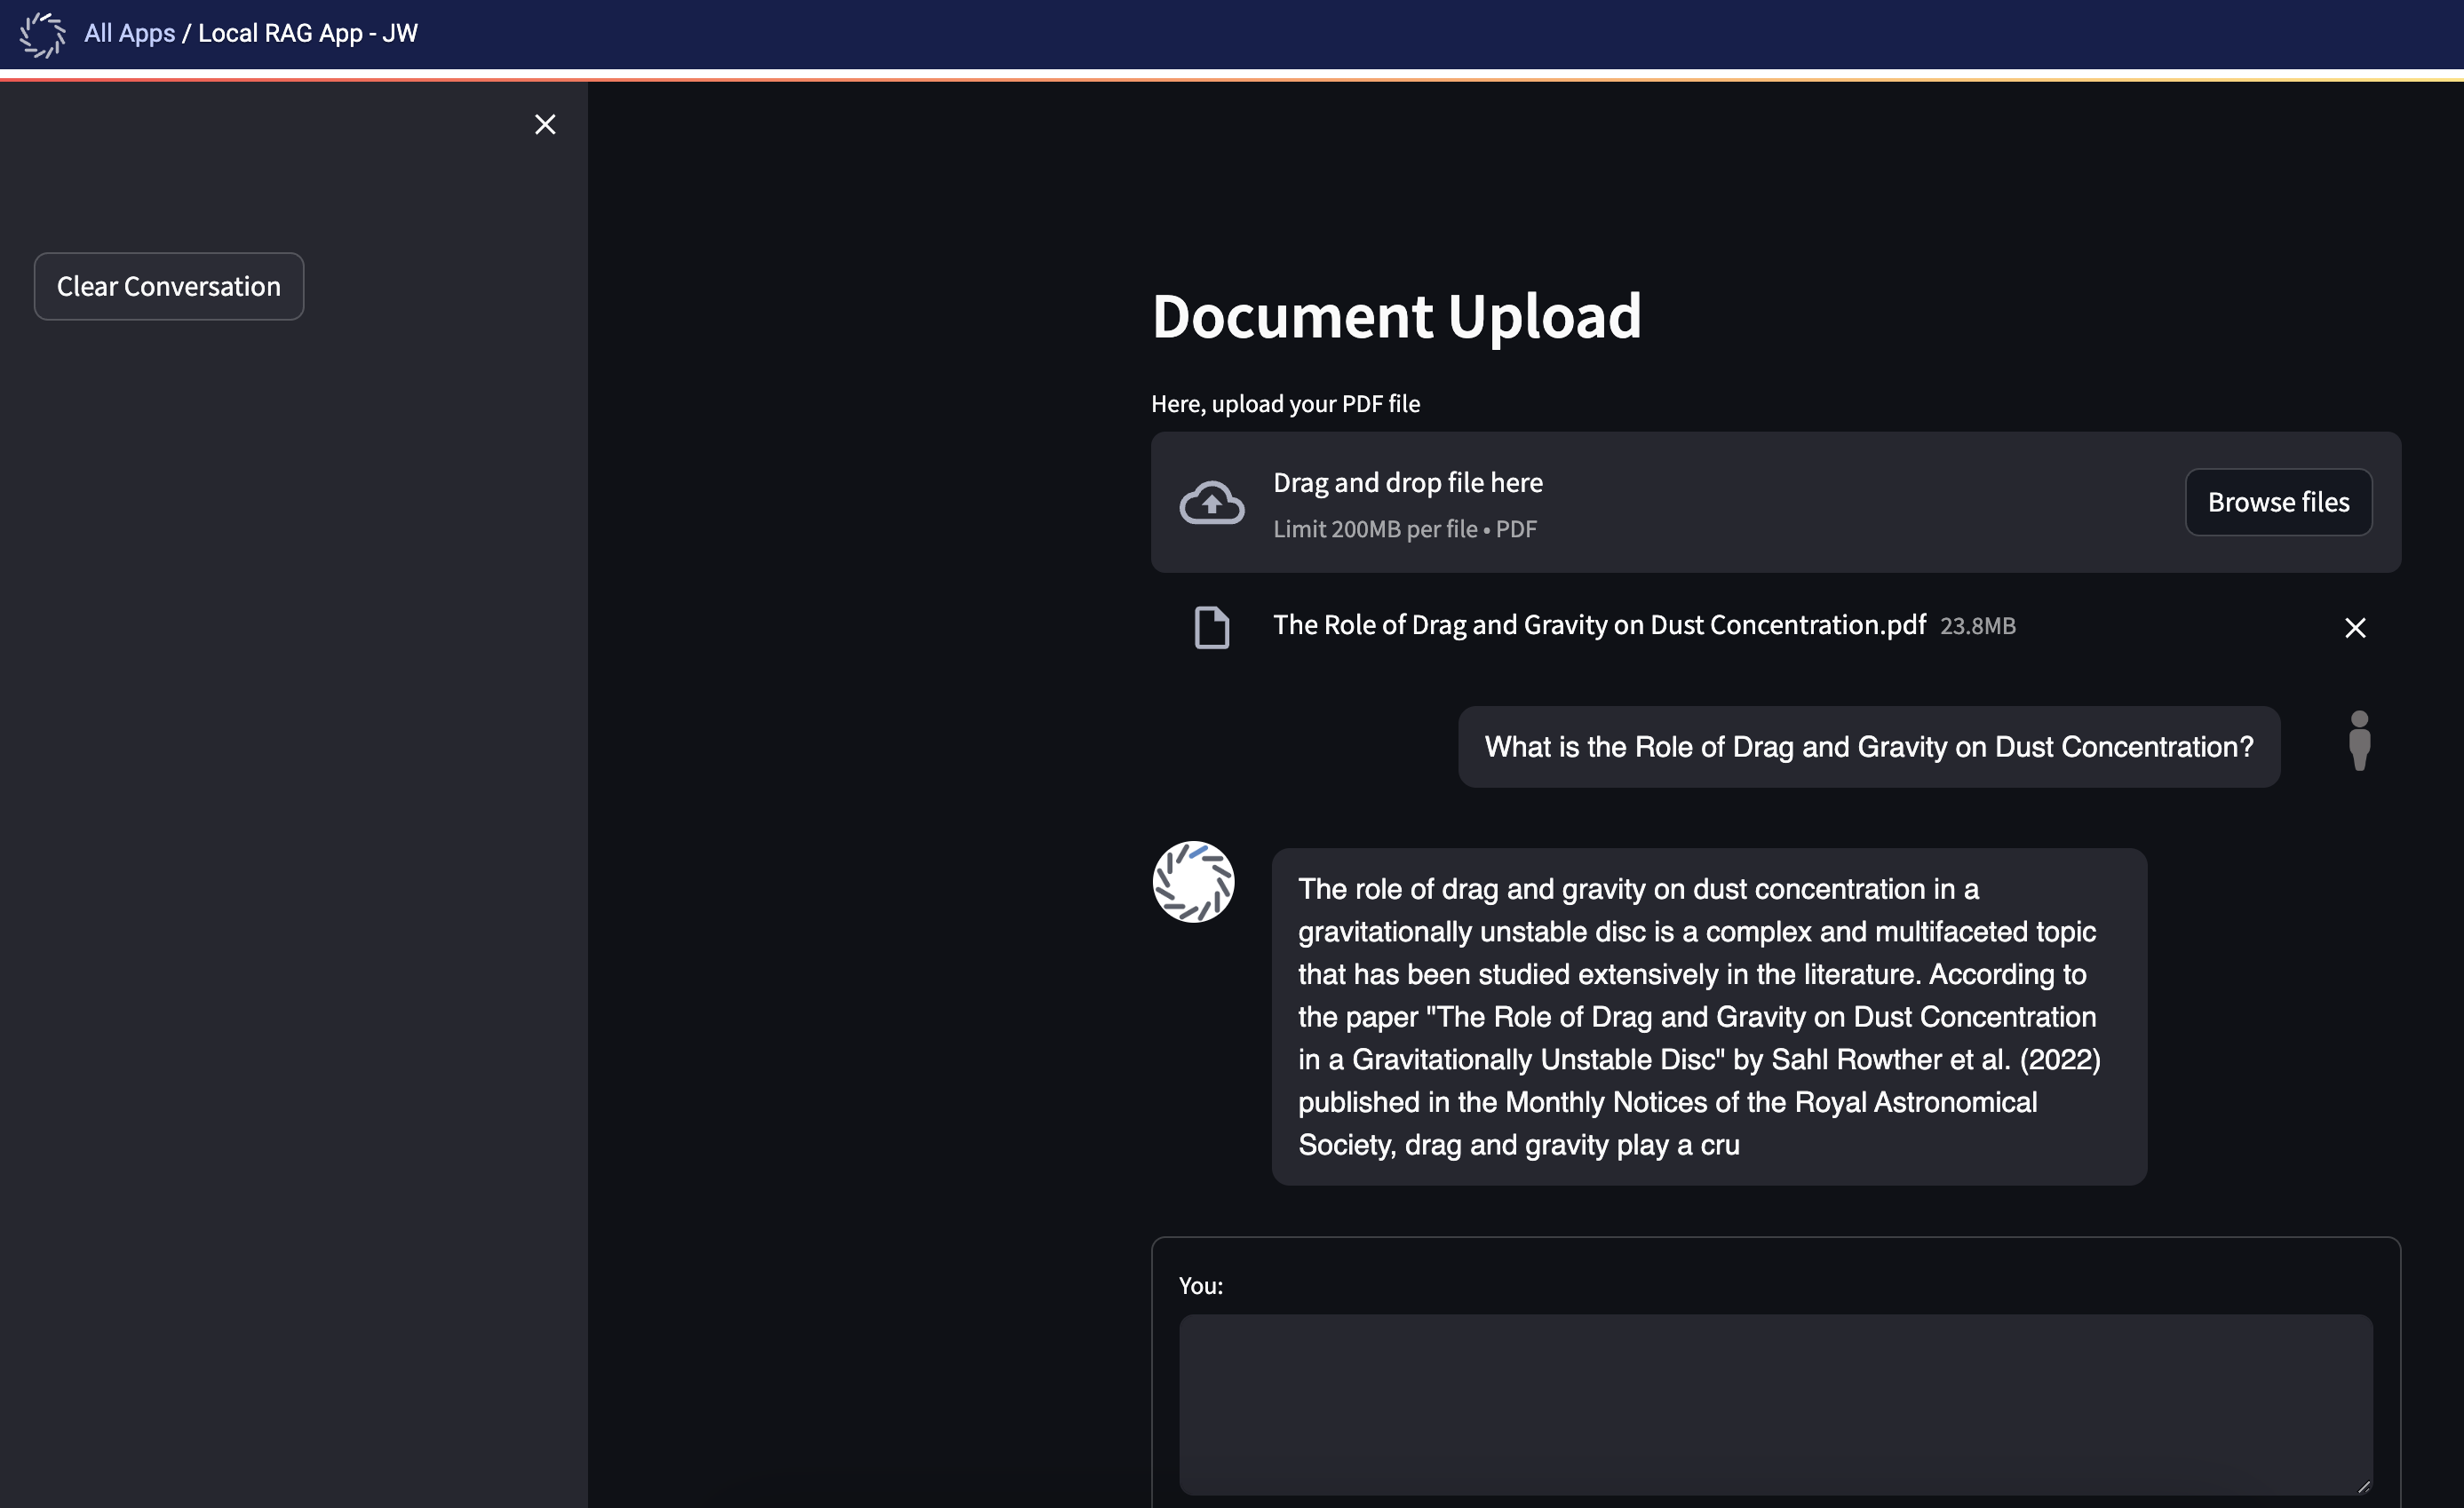 All Apps / Local RAG App - JW
Clear Conversation
Document Upload
Here, upload your PDF file
Drag and drop file here
Limit 200MB per file • PDF
Browse files
The Role of Drag and Gravity on Dust Concentration.pdf 23.8MB
What is the Role of Drag and Gravity on Dust Concentration?
The role of drag and gravity on dust concentration in a
gravitationally unstable disc is a complex and multifaceted topic
that has been studied extensively in the literature. According to
the paper "The Role of Drag and Gravity on Dust Concentration
in a Gravitationally Unstable Disc" by Sahl Rowther et al. (2022)
published in the Monthly Notices of the Royal Astronomical
Society, drag and gravity play a cru
You: